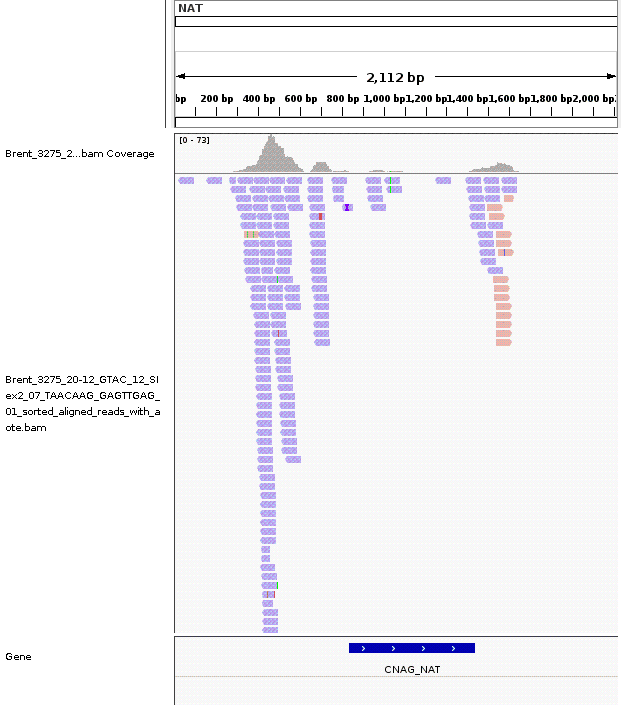 NAT
2,112 bp
bp 200 bp 400 bp 600 bp 800 bp 1,000 bp 1,200 bp 1,400 bp 1,600 bp 1,800 bp 2,000 bp
[0 - 73]
Brent_3275_2...bam Coverage
Brent_3275_20-12_GTAC_12_SI
ex2_07_TAACAAG_GAGTTGAG_
01_sorted_aligned_reads_with_a
ote.bam
Gene
CNAG_NAT